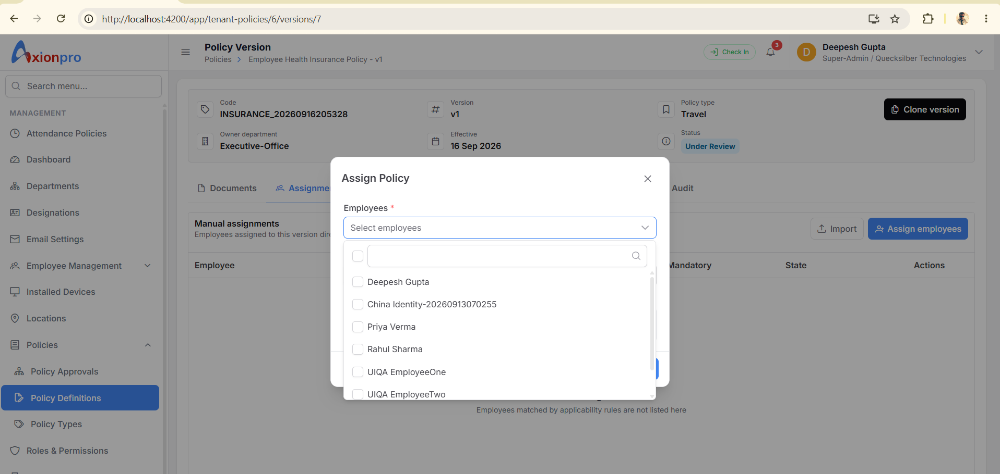 http://localhost:4200/app/tenant-policies/6/versions/7
Axionpro
Search menu...
MANAGEMENT
Attendance Policies
Dashboard
Departments
Designations
Email Settings
Employee Management
Installed Devices
Locations
Policies
Policy Approvals
Policy Definitions
Policy Types
Roles & Permissions
Policy Version
Policies > Employee Health Insurance Policy - v1
Check In
3
D
Deepesh Gupta
Super-Admin / Quecksilber Technologies
Code
INSURANCE_20260916205328
Version
v1
Policy type
Travel
Clone version
Owner department
Executive-Office
Effective
16 Sep 2026
Status
Under Review
Documents
Assignme
Audit
Manual assignments
Employees assigned to this version dire
Import
Assign employees
Employee
Mandatory
State
Actions
Assign Policy
Employees *
Select employees
Deepesh Gupta
China Identity-20260913070255
Priya Verma
Rahul Sharma
UIQA EmployeeOne
UIQA EmployeeTwo
Employees matched by applicability rules are not listed here